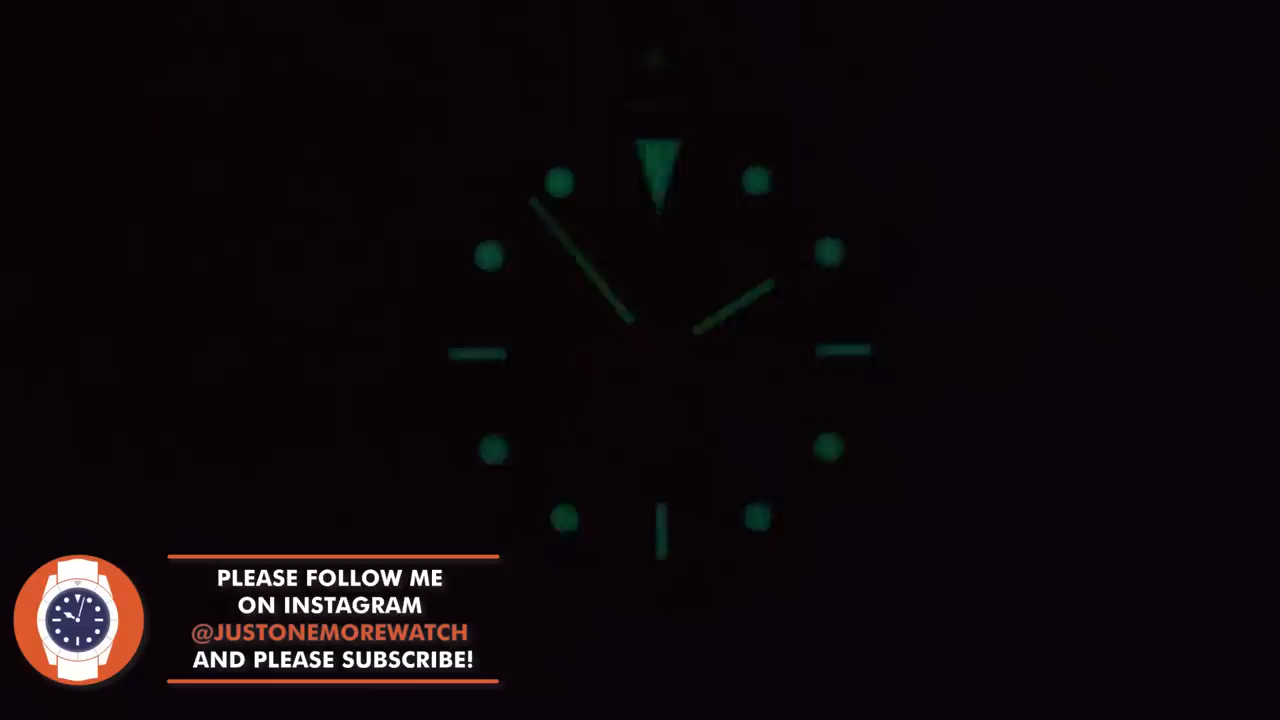 PLEASE FOLLOW ME
ON INSTAGRAM
@JUSTONEMOREWATCH
AND PLEASE SUBSCRIBE!